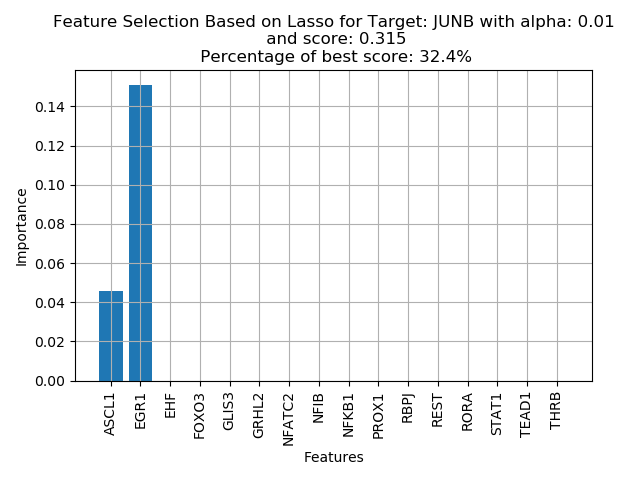 Feature Selection Based on Lasso for Target: JUNB with alpha: 0.01
and score: 0.315
Percentage of best score: 32.4%
Importance
0.14
0.12
0.10
0.08
0.06
0.04
0.02
0.00
ASCL1
EGR1
EHF
FOXO3
GLIS3
GRHL2
NFATC2
NFIB
NFKB1
PROX1
RBPJ
REST
RORA
STAT1
TEAD1
THRB
Features